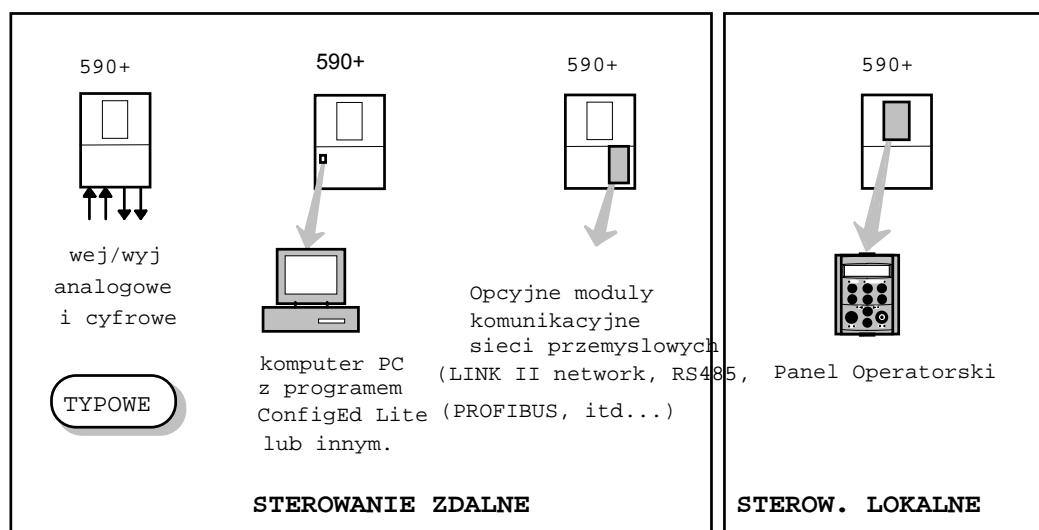 590+
wej/wyj
analogowe
i cyfrowe
TYPOWE
590+
komputer PC
z programem
ConfigEd Lite
lub innym.
590+
Opcyjne moduly
komunikacyjne
sieci przemyslowych
(LINK II network, RS485,
(PROFIBUS, itd...)
STEROWANIE ZDALNE
590+
Panel Operatorski
STEROW. LOKALNE